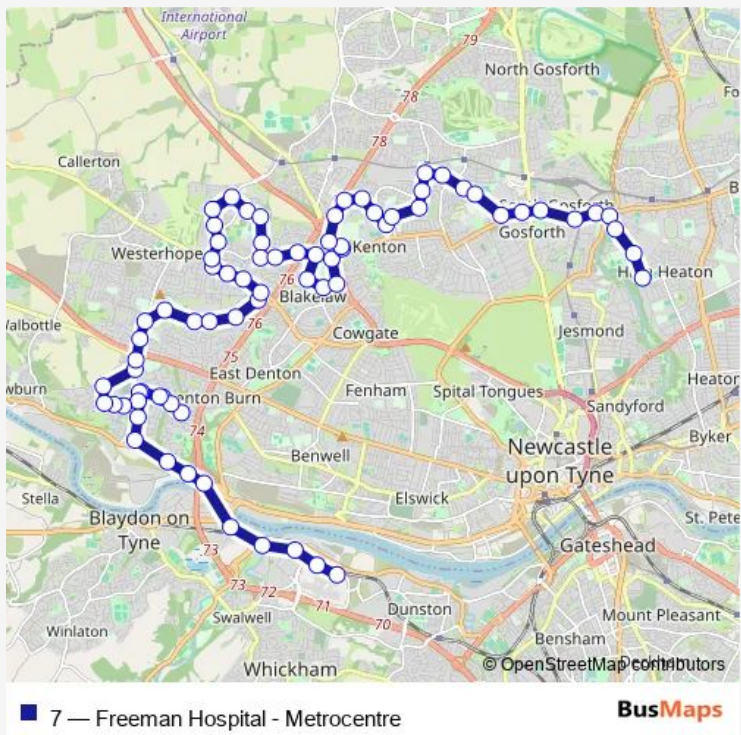 International
Airport
79
North Gosforth
78
78
Callerton
Gosforth
Kenton
Westerhope
Heaton
76
Blakelaw
Cowgate
Jesmond
76
75
East Denton
Fenham
Spital Tongues
Heaton
Denton Burn
Sandyford
74
Byker
Benwell
Newcastle
upon Tyne
Stella
Elswick
Blaydon on
Tyne
St. Pete
73
Gateshead
73
72
71
Dunston
70
Swalwell
Mount Pleasant
Winlaton
Bensham
Whickham
© OpenStreetMap contributors
7 — Freeman Hospital - Metrocentre
BusMaps